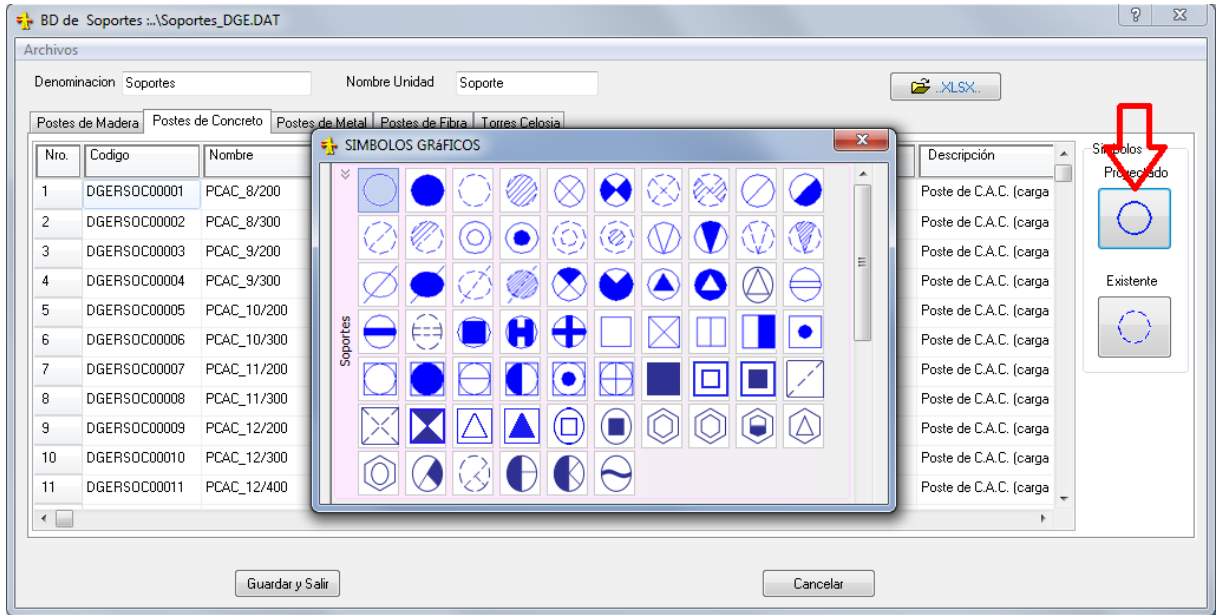 BD de Soportes :..\Soportes_DGE.DAT
Archivos
Denominacion Soportes Nombre Unidad Soporte ..XLSX..
Postes de Madera Postes de Concreto Postes de Metal Postes de Fibra Torres Celosia
SIMBOLOS GRáFICOS
Soportes
Nro. Codigo Nombre Descripción
1 DGERSOC00001 PCAC_8/200 Poste de C.A.C. (carga
2 DGERSOC00002 PCAC_8/300 Poste de C.A.C. (carga
3 DGERSOC00003 PCAC_9/200 Poste de C.A.C. (carga
4 DGERSOC00004 PCAC_9/300 Poste de C.A.C. (carga
5 DGERSOC00005 PCAC_10/200 Poste de C.A.C. (carga
6 DGERSOC00006 PCAC_10/300 Poste de C.A.C. (carga
7 DGERSOC00007 PCAC_11/200 Poste de C.A.C. (carga
8 DGERSOC00008 PCAC_11/300 Poste de C.A.C. (carga
9 DGERSOC00009 PCAC_12/200 Poste de C.A.C. (carga
10 DGERSOC00010 PCAC_12/300 Poste de C.A.C. (carga
11 DGERSOC00011 PCAC_12/400 Poste de C.A.C. (carga
Simbolos
Proyectado
Existente
Guardar y Salir Cancelar